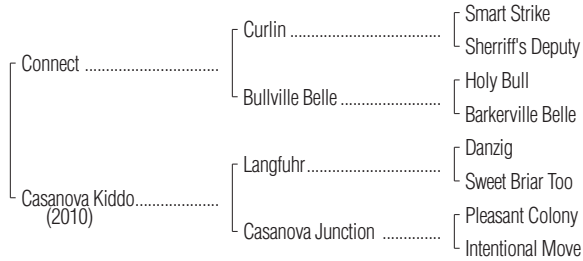 Smart Strike
Curlin ..............................
Sherriff's Deputy
Connect ..............................
Holy Bull
Bullville Belle ......................
Barkerville Belle
Danzig
Langfuhr..............................
Sweet Briar Too
Casanova Kiddo...................
(2010)
Pleasant Colony
Casanova Junction .............
Intentional Move